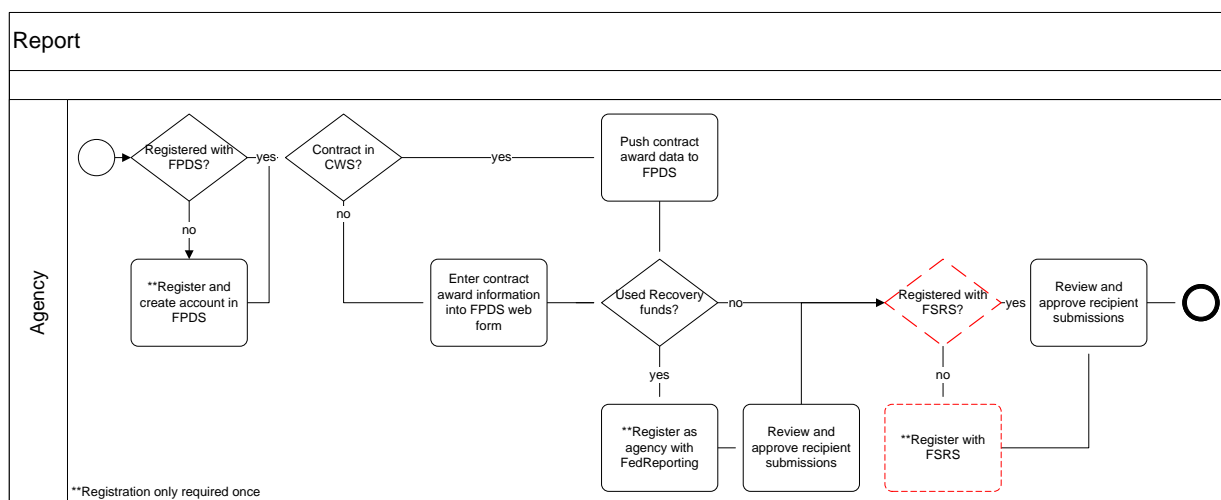 Report
Agency
Registered with
FPDS?
yes
no
**Register and
create account in
FPDS
Contract in
CWS?
yes
no
Push contract
award data to
FPDS
Enter contract
award information
into FPDS web
form
Used Recovery
funds?
no
yes
**Register as
agency with
FedReporting
Review and
approve recipient
submissions
Registered with
FSRS?
yes
no
**Register with
FSRS
Review and
approve recipient
submissions
**Registration only required once